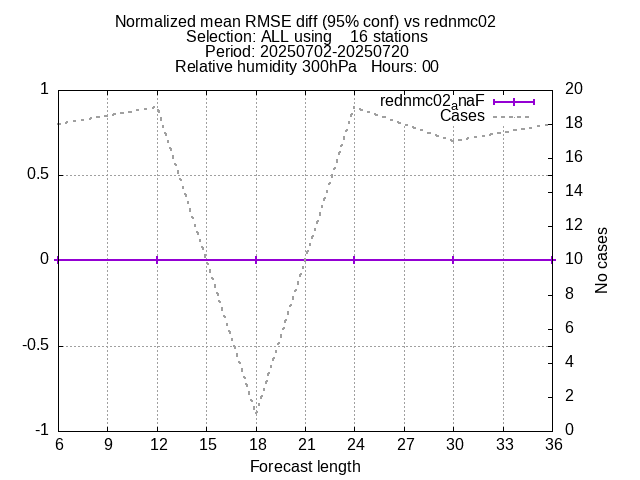 Normalized mean RMSE diff (95% conf) vs rednmc02
Selection: ALL using    16 stations
Period: 20250702-20250720
Relative humidity 300hPa   Hours: 00
rednmc02_anaF
Cases
1
0.5
0
-0.5
-1
20
18
16
14
12
10
8
6
4
2
0
No cases
6 9 12 15 18 21 24 27 30 33 36
Forecast length